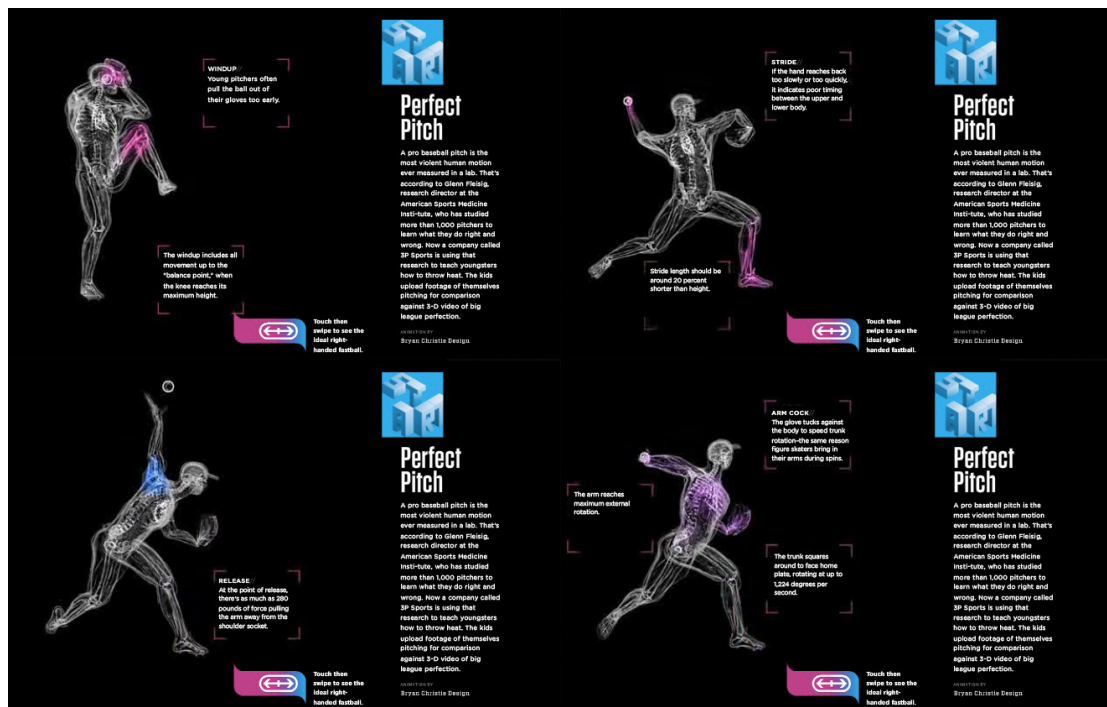 WINDUP//
Young pitchers often
pull the ball out of
their gloves too early.
The windup includes all
movement up to the
"balance point," when
the knee reaches its
maximum height.
Touch then
swipe to see the
ideal right-
handed fastball.
START
Perfect
Pitch
A pro baseball pitch is the
most violent human motion
ever measured in a lab. That's
according to Glenn Fleisig,
research director at the
American Sports Medicine
Insti-tute, who has studied
more than 1,000 pitchers to
learn what they do right and
wrong. Now a company called
3P Sports is using that
research to teach youngsters
how to throw heat. The kids
upload footage of themselves
pitching for comparison
against 3-D video of big
league perfection.
ANIMATION BY
Bryan Christie Design
STRIDE//
If the hand reaches back
too slowly or too quickly,
it indicates poor timing
between the upper and
lower body.
Stride length should be
around 20 percent
shorter than height.
Touch then
swipe to see the
ideal right-
handed fastball.
START
Perfect
Pitch
A pro baseball pitch is the
most violent human motion
ever measured in a lab. That's
according to Glenn Fleisig,
research director at the
American Sports Medicine
Insti-tute, who has studied
more than 1,000 pitchers to
learn what they do right and
wrong. Now a company called
3P Sports is using that
research to teach youngsters
how to throw heat. The kids
upload footage of themselves
pitching for comparison
against 3-D video of big
league perfection.
ANIMATION BY
Bryan Christie Design
RELEASE//
At the point of release,
there's as much as 280
pounds of force pulling
the arm away from the
shoulder socket.
Touch then
swipe to see the
ideal right-
handed fastball.
START
Perfect
Pitch
A pro baseball pitch is the
most violent human motion
ever measured in a lab. That's
according to Glenn Fleisig,
research director at the
American Sports Medicine
Insti-tute, who has studied
more than 1,000 pitchers to
learn what they do right and
wrong. Now a company called
3P Sports is using that
research to teach youngsters
how to throw heat. The kids
upload footage of themselves
pitching for comparison
against 3-D video of big
league perfection.
ANIMATION BY
Bryan Christie Design
ARM COCK//
The glove tucks against
the body to speed trunk
rotation–the same reason
figure skaters bring in
their arms during spins.
The arm reaches
maximum external
rotation.
The trunk squares
around to face home
plate, rotating at up to
1,224 degrees per
second.
Touch then
swipe to see the
ideal right-
handed fastball.
START
Perfect
Pitch
A pro baseball pitch is the
most violent human motion
ever measured in a lab. That's
according to Glenn Fleisig,
research director at the
American Sports Medicine
Insti-tute, who has studied
more than 1,000 pitchers to
learn what they do right and
wrong. Now a company called
3P Sports is using that
research to teach youngsters
how to throw heat. The kids
upload footage of themselves
pitching for comparison
against 3-D video of big
league perfection.
ANIMATION BY
Bryan Christie Design